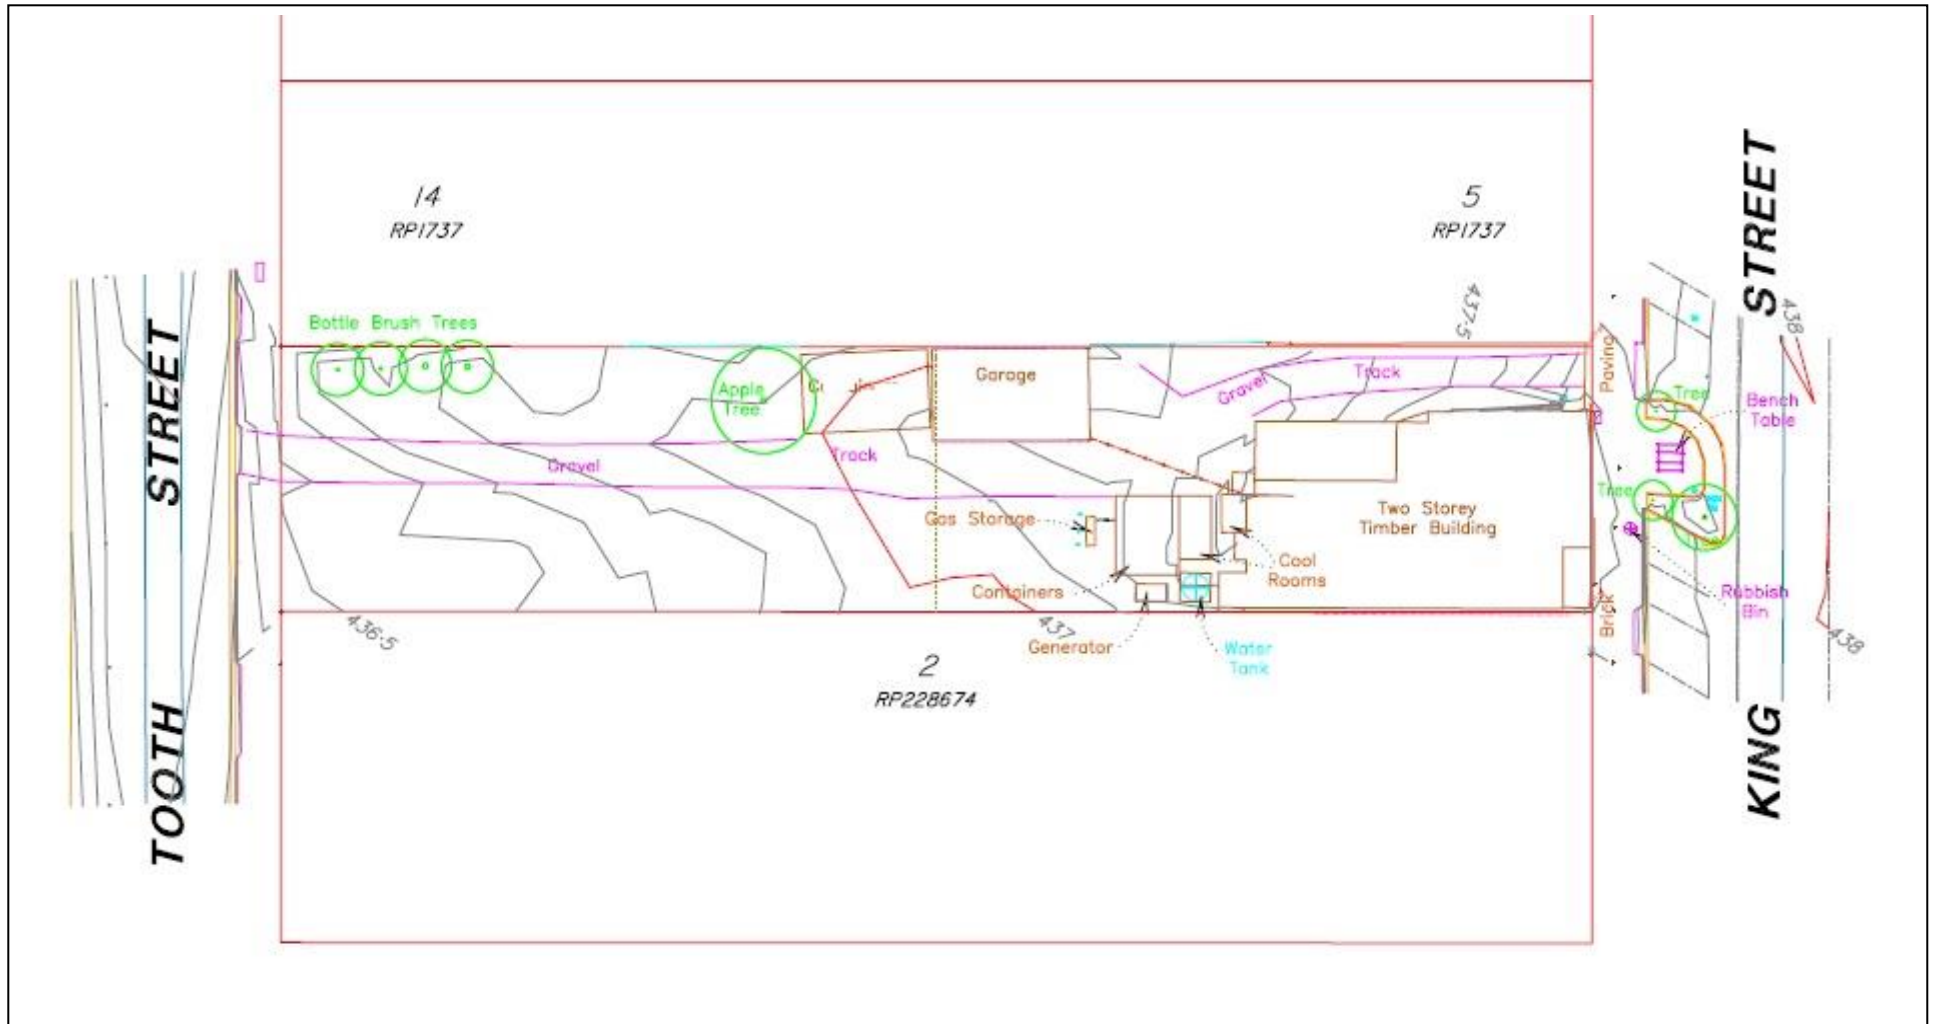 14
RP1737
5
RP1737
STREET
437·5
438
Bottle Brush Trees
STREET
Garage
Track
Gravel
Paving
Apple
Tree
Tree
Bench
Table
Track
Gravel
Tree
Gas Storage
Two Storey
Timber Building
Cool
Rooms
Containers
Rubbish
Bin
Brick
436·5
437
438
Generator
Water
Tank
2
RP228674
TOOTH
KING